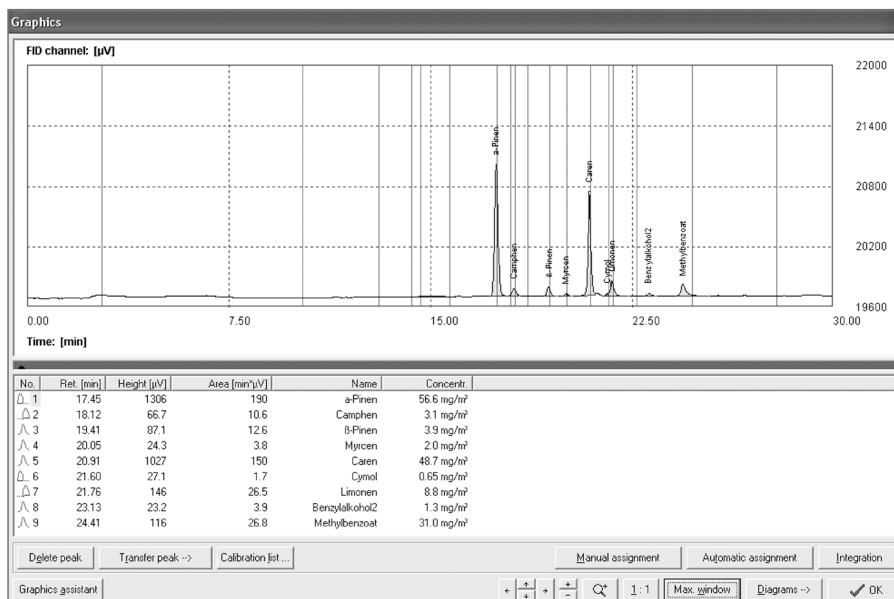 Graphics
FID channel: [µV]
22000
21400
20800
20200
19600
a-Pinen
Camphen
ß-Pinen
Myrcen
Caren
Cymol
Limonen
Benzylalkohol2
Methylbenzoat
0.00 7.50 15.00 22.50 30.00
Time: [min]
No. Ret. [min] Height [µV] Area [min*µV] Name Concentr.
1 17.45 1306 190 a-Pinen 56.6 mg/m³
2 18.12 66.7 10.6 Camphen 3.1 mg/m³
3 19.41 87.1 12.6 ß-Pinen 3.9 mg/m³
4 20.05 24.3 3.8 Myrcen 2.0 mg/m³
5 20.91 1027 150 Caren 48.7 mg/m³
6 21.60 27.1 1.7 Cymol 0.65 mg/m³
7 21.76 146 26.5 Limonen 8.8 mg/m³
8 23.13 23.2 3.9 Benzylalkohol2 1.3 mg/m³
9 24.41 116 26.8 Methylbenzoat 31.0 mg/m³
Delete peak Transfer peak --> Calibration list ... Manual assignment Automatic assignment Integration
Graphics assistant 1 : 1 Max. window Diagrams --> OK